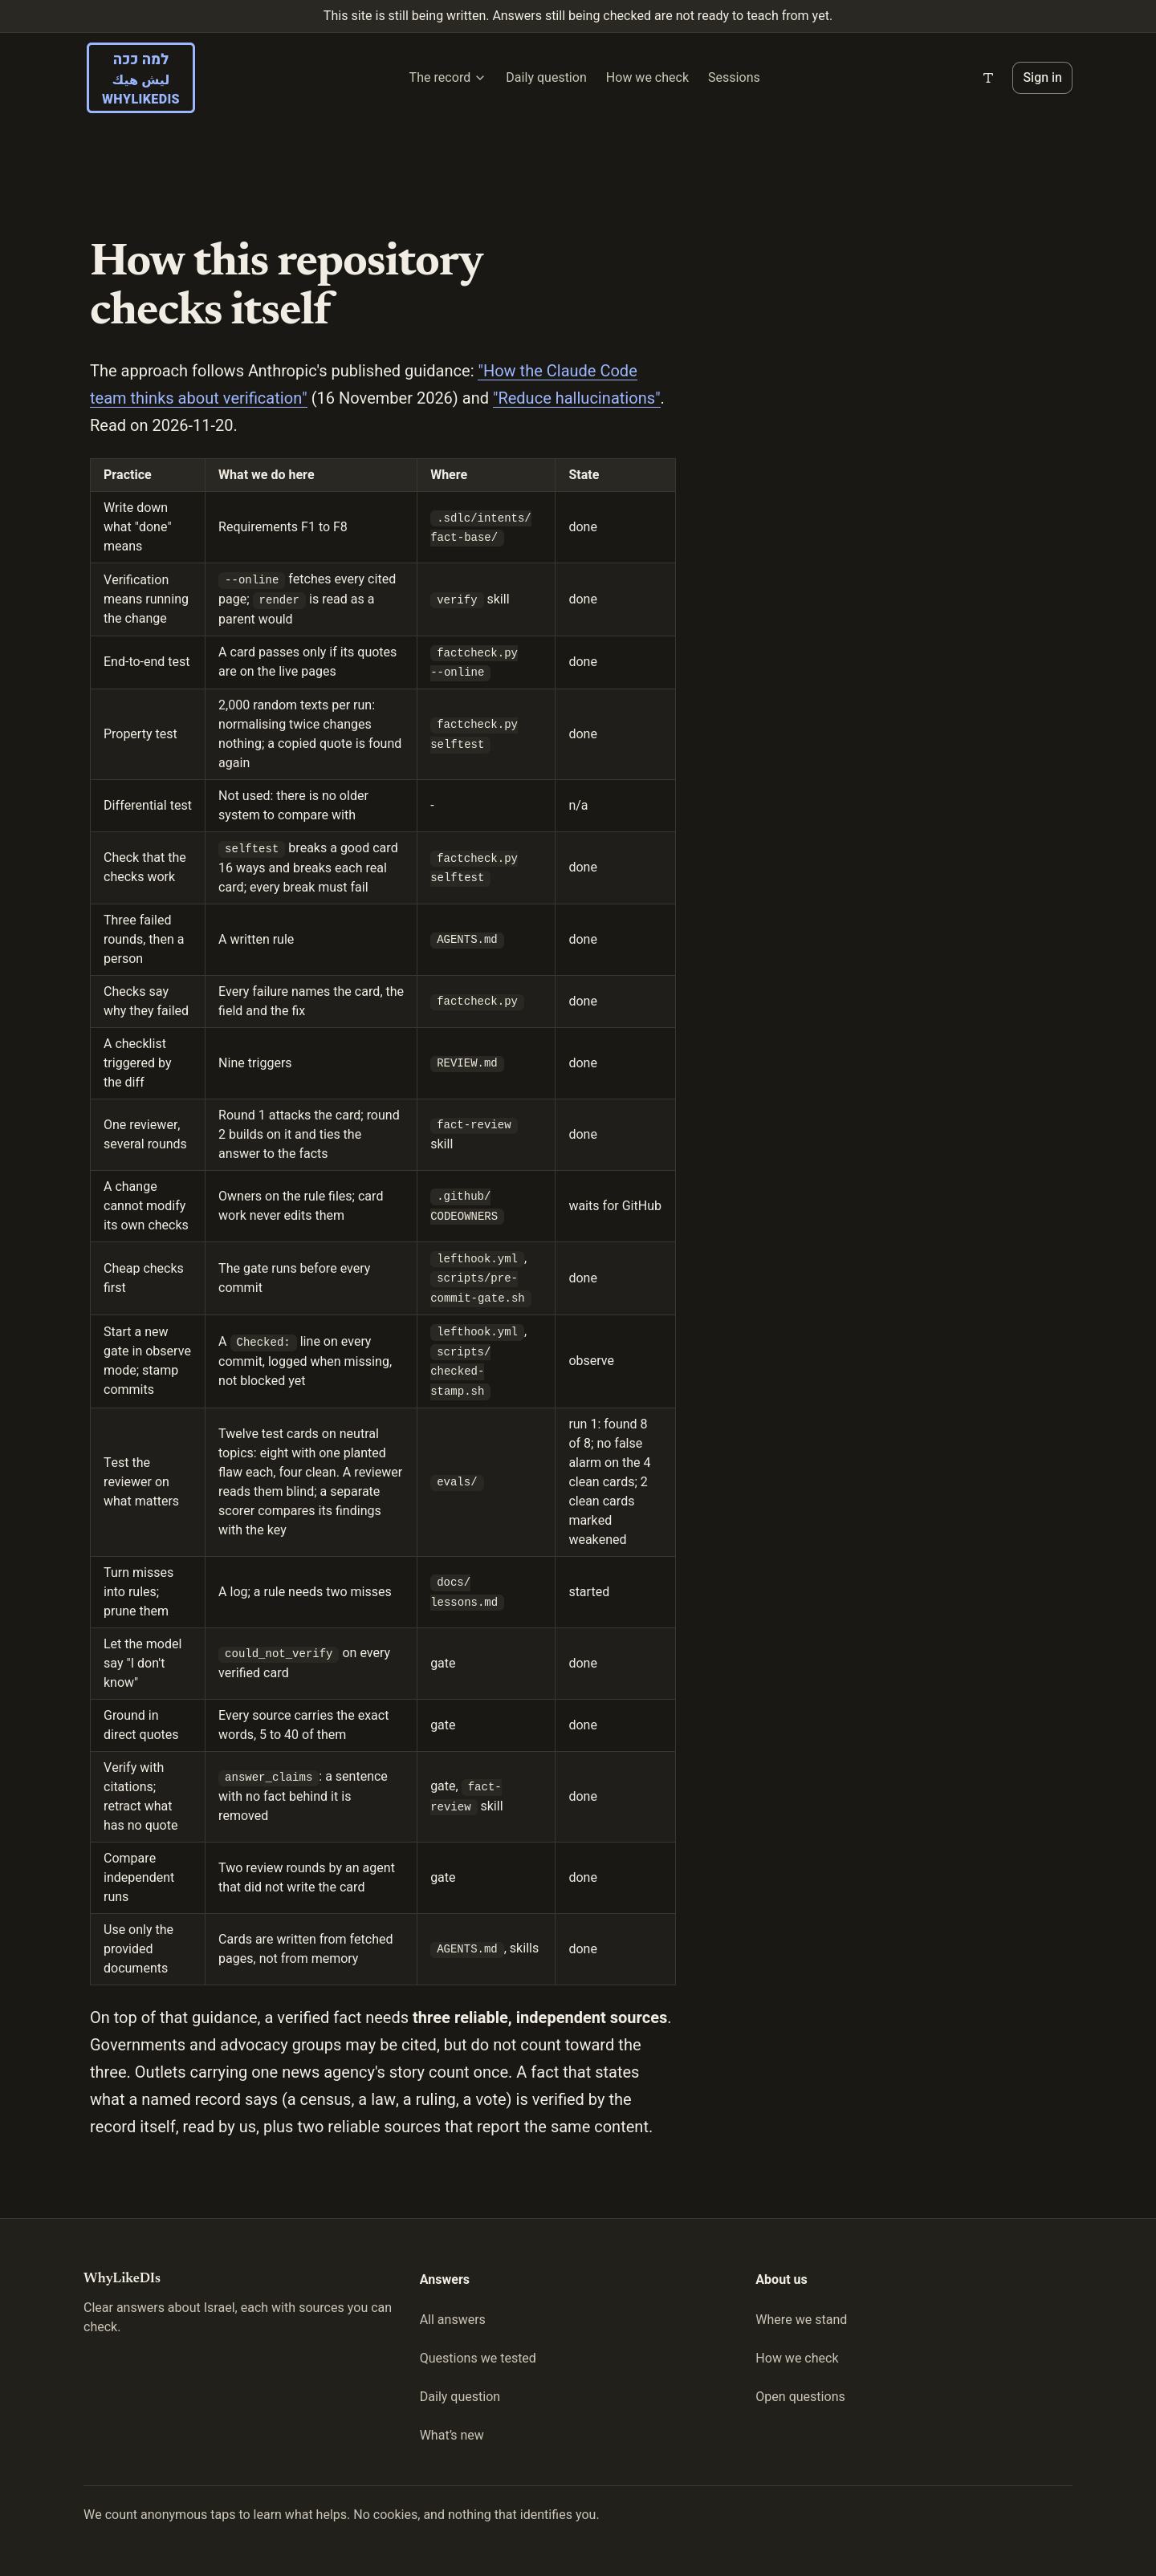 This site is still being written. Answers still being checked are not ready to teach from yet.
למה ככה
ليش هيك
WHYLIKEDIS
The record
Daily question
How we check
Sessions
T
Sign in
How this repository
checks itself
The approach follows Anthropic's published guidance: "How the Claude Code
team thinks about verification" (16 November 2026) and "Reduce hallucinations".
Read on 2026-11-20.
Practice
What we do here
Where
State
Write down
what "done"
means
Requirements F1 to F8
.sdlc/intents/
fact-base/
done
Verification
means running
the change
--online fetches every cited
page; render is read as a
parent would
verify skill
done
End-to-end test
A card passes only if its quotes
are on the live pages
factcheck.py
--online
done
Property test
2,000 random texts per run:
normalising twice changes
nothing; a copied quote is found
again
factcheck.py
selftest
done
Differential test
Not used: there is no older
system to compare with
-
n/a
Check that the
checks work
selftest breaks a good card
16 ways and breaks each real
card; every break must fail
factcheck.py
selftest
done
Three failed
rounds, then a
person
A written rule
AGENTS.md
done
Checks say
why they failed
Every failure names the card, the
field and the fix
factcheck.py
done
A checklist
triggered by
the diff
Nine triggers
REVIEW.md
done
One reviewer,
several rounds
Round 1 attacks the card; round
2 builds on it and ties the
answer to the facts
fact-review
skill
done
A change
cannot modify
its own checks
Owners on the rule files; card
work never edits them
.github/
CODEOWNERS
waits for GitHub
Cheap checks
first
The gate runs before every
commit
lefthook.yml,
scripts/pre-
commit-gate.sh
done
Start a new
gate in observe
mode; stamp
commits
A Checked: line on every
commit, logged when missing,
not blocked yet
lefthook.yml,
scripts/
checked-
stamp.sh
observe
Test the
reviewer on
what matters
Twelve test cards on neutral
topics: eight with one planted
flaw each, four clean. A reviewer
reads them blind; a separate
scorer compares its findings
with the key
evals/
run 1: found 8
of 8; no false
alarm on the 4
clean cards; 2
clean cards
marked
weakened
Turn misses
into rules;
prune them
A log; a rule needs two misses
docs/
lessons.md
started
Let the model
say "I don't
know"
could_not_verify on every
verified card
gate
done
Ground in
direct quotes
Every source carries the exact
words, 5 to 40 of them
gate
done
Verify with
citations;
retract what
has no quote
answer_claims: a sentence
with no fact behind it is
removed
gate, fact-
review skill
done
Compare
independent
runs
Two review rounds by an agent
that did not write the card
gate
done
Use only the
provided
documents
Cards are written from fetched
pages, not from memory
AGENTS.md, skills
done
On top of that guidance, a verified fact needs three reliable, independent sources.
Governments and advocacy groups may be cited, but do not count toward the
three. Outlets carrying one news agency's story count once. A fact that states
what a named record says (a census, a law, a ruling, a vote) is verified by the
record itself, read by us, plus two reliable sources that report the same content.
WhyLikeDIs
Clear answers about Israel, each with sources you can
check.
Answers
All answers
Questions we tested
Daily question
What's new
About us
Where we stand
How we check
Open questions
We count anonymous taps to learn what helps. No cookies, and nothing that identifies you.